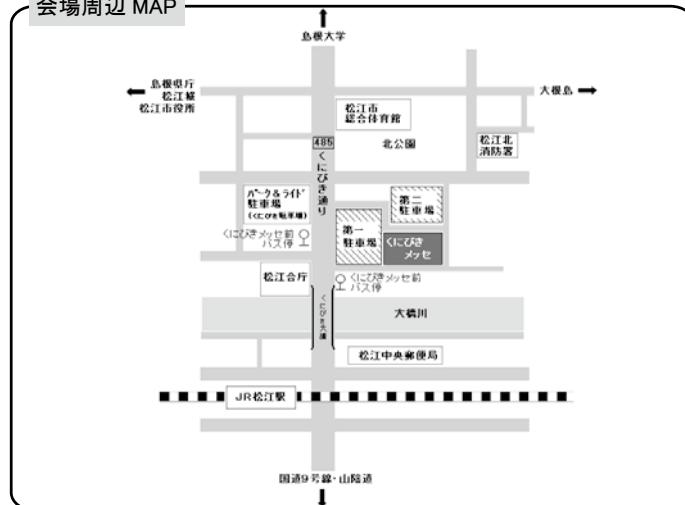 会場周辺 MAP
島根大学
島根県庁
松江城
松江市役所
大根島
松江市
総合体育館
北公園
松江北
消防署
485
くにびき通り
パーク&ライド
駐車場
(くにびき駐車場)
第二
駐車場
第一
駐車場
くにびき
メッセ
くにびきメッセ前
バス停
松江合庁
くにびきメッセ前
バス停
くにびき大橋
大橋川
松江中央郵便局
JR松江駅
国道9号線・山陰道